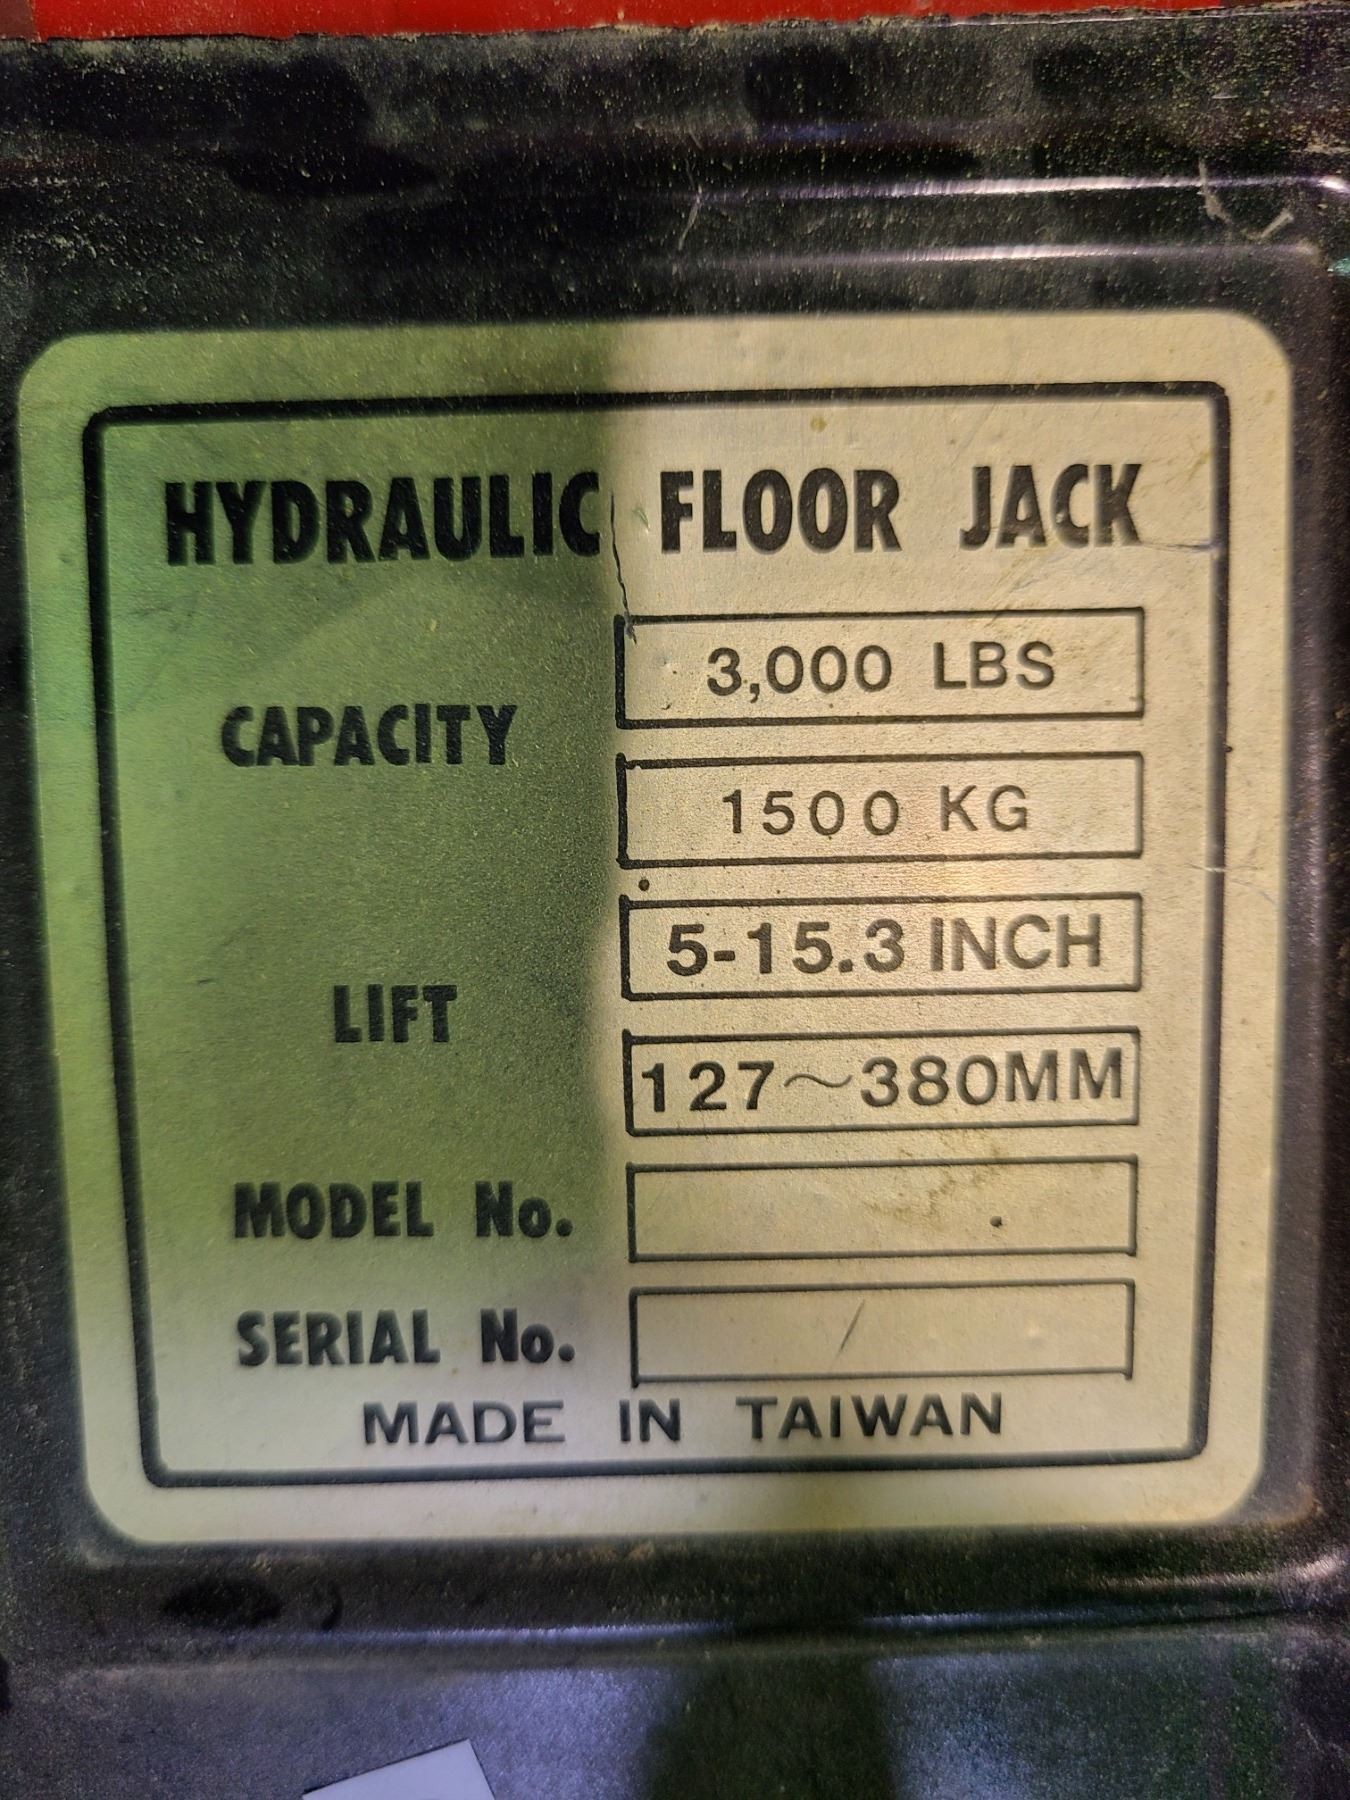 HYDRAULIC FLOOR JACK
3,000 LBS
CAPACITY
1500 KG
5-15.3 INCH
LIFT
127~380MM
MODEL No.
SERIAL No.
MADE IN TAIWAN